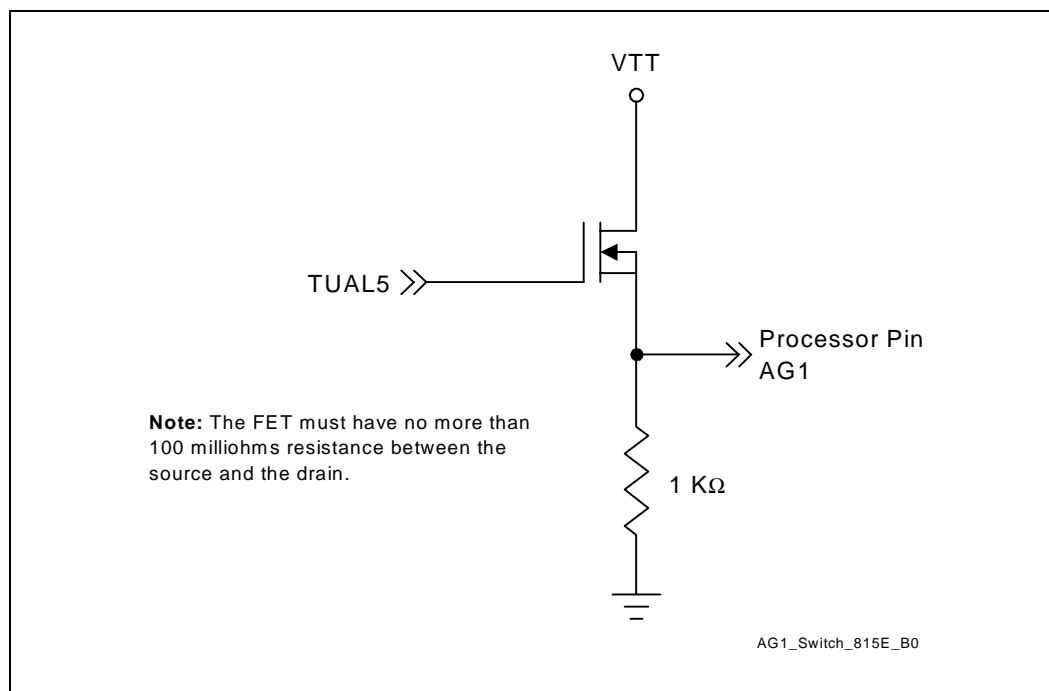 VTT
TUAL5
Processor Pin
AG1
Note: The FET must have no more than
100 milliohms resistance between the
source and the drain.
1 KΩ
AG1_Switch_815E_B0